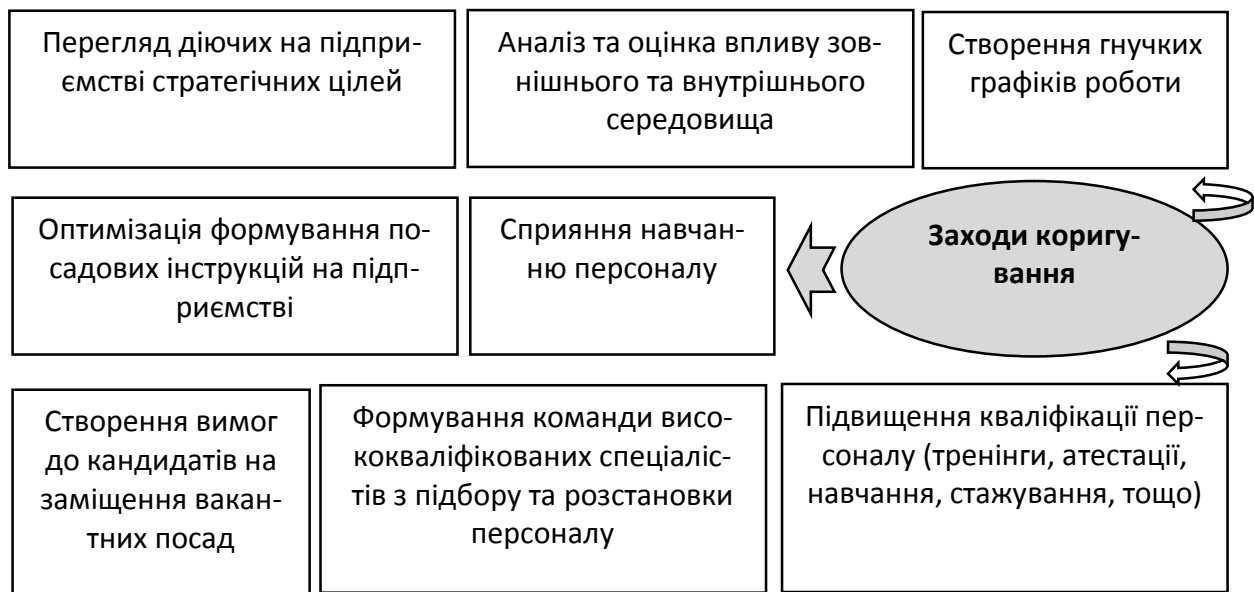 Перегляд діючих на підпри-
ємстві стратегічних цілей
Аналіз та оцінка впливу зов-
нішнього та внутрішнього
середовища
Створення гнучких
графіків роботи
Оптимізація формування по-
садових інструкцій на підп-
риємстві
Сприяння навчан-
ню персоналу
Заходи коригу-
вання
Створення вимог
до кандидатів на
заміщення вакан-
тних посад
Формування команди висо-
кокваліфікованих спеціаліс-
тів з підбору та розстановки
персоналу
Підвищення кваліфікації пер-
соналу (тренінги, атестації,
навчання, стажування, тощо)